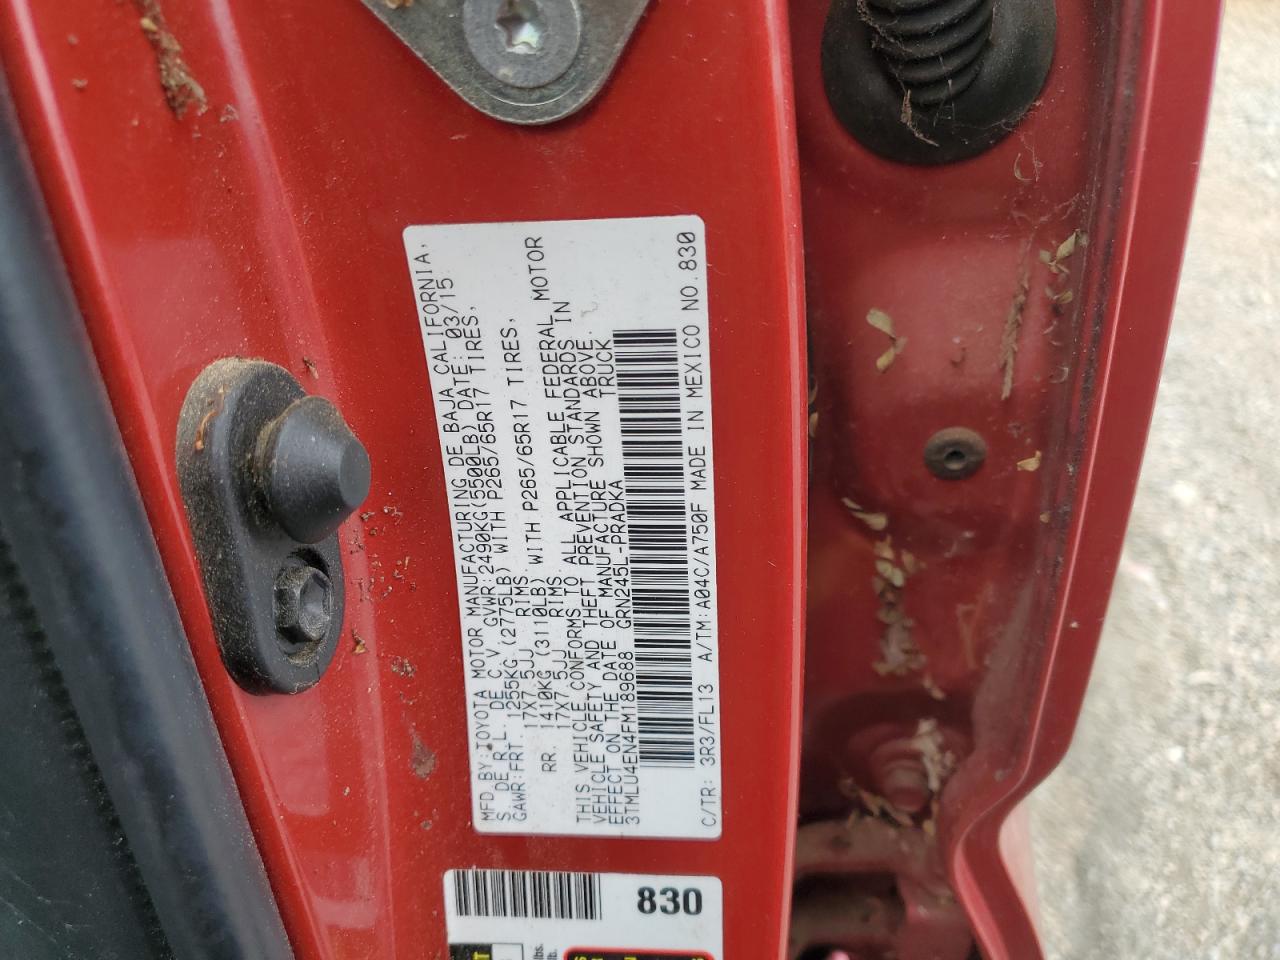 MFD BY:TOYOTA MOTOR MANUFACTURING DE BAJA CALIFORNIA,
S. DE R.L. DE C.V. DATE: 03/15
GVWR:2490KG(5500LB)
GAWR:FRT. 1255KG (2775LB) WITH P265/65R17 TIRES,
17X7.5JJ RIMS
RR. 1410KG (3110LB) WITH P265/65R17 TIRES,
17X7.5JJ RIMS
THIS VEHICLE CONFORMS TO ALL APPLICABLE FEDERAL MOTOR
VEHICLE SAFETY AND THEFT PREVENTION STANDARDS IN
EFFECT ON THE DATE OF MANUFACTURE SHOWN ABOVE.
3TMLU4EN4FM189688 GRN245L-PRADKA TRUCK
C/TR: 3R3/FL13 A/TM:A04C/A750F MADE IN MEXICO NO.830
830
lbs.
lb.